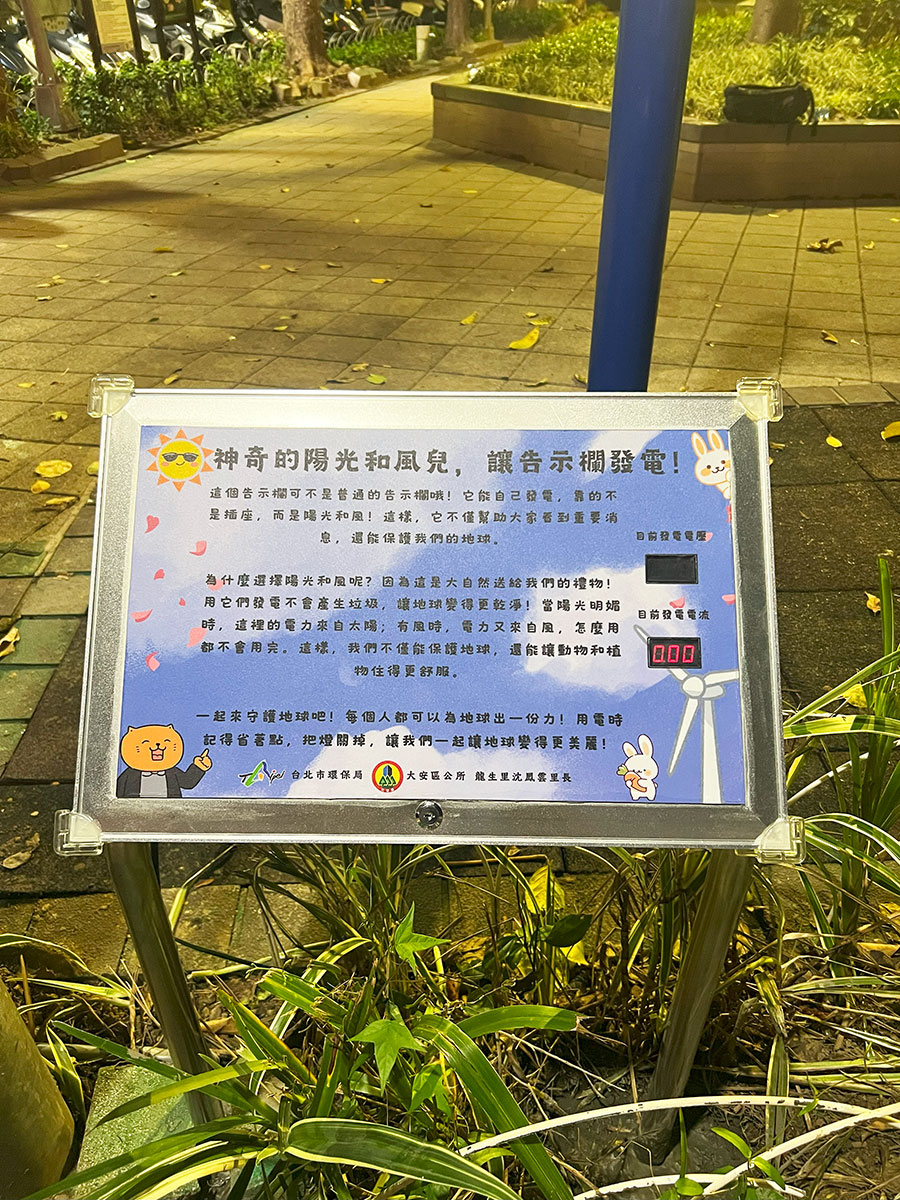 神奇的陽光和風兒，讓告示欄發電！
這個告示欄可不是普通的告示欄哦！它能自己發電，靠的不
是插座，而是陽光和風！這樣，它不僅幫助大家看到重要消
息，還能保護我們的地球。
目前發電電壓
為什麼選擇陽光和風呢？因為這是大自然送給我們的禮物！
用它們發電不會產生垃圾，讓地球變得更乾淨！當陽光明媚
時，這裡的電力來自太陽；有風時，電力又來自風，怎麼用
都不會用完。這樣，我們不僅能保護地球，還能讓動物和植
物住得更舒服。
目前發電電流
0.00
一起來守護地球吧！每個人都可以為地球出一份力！用電時
記得省著點，把燈關掉，讓我們一起讓地球變得更美麗！
Taipei 台北市環保局 大安區公所 龍生里沈鳳雲里長